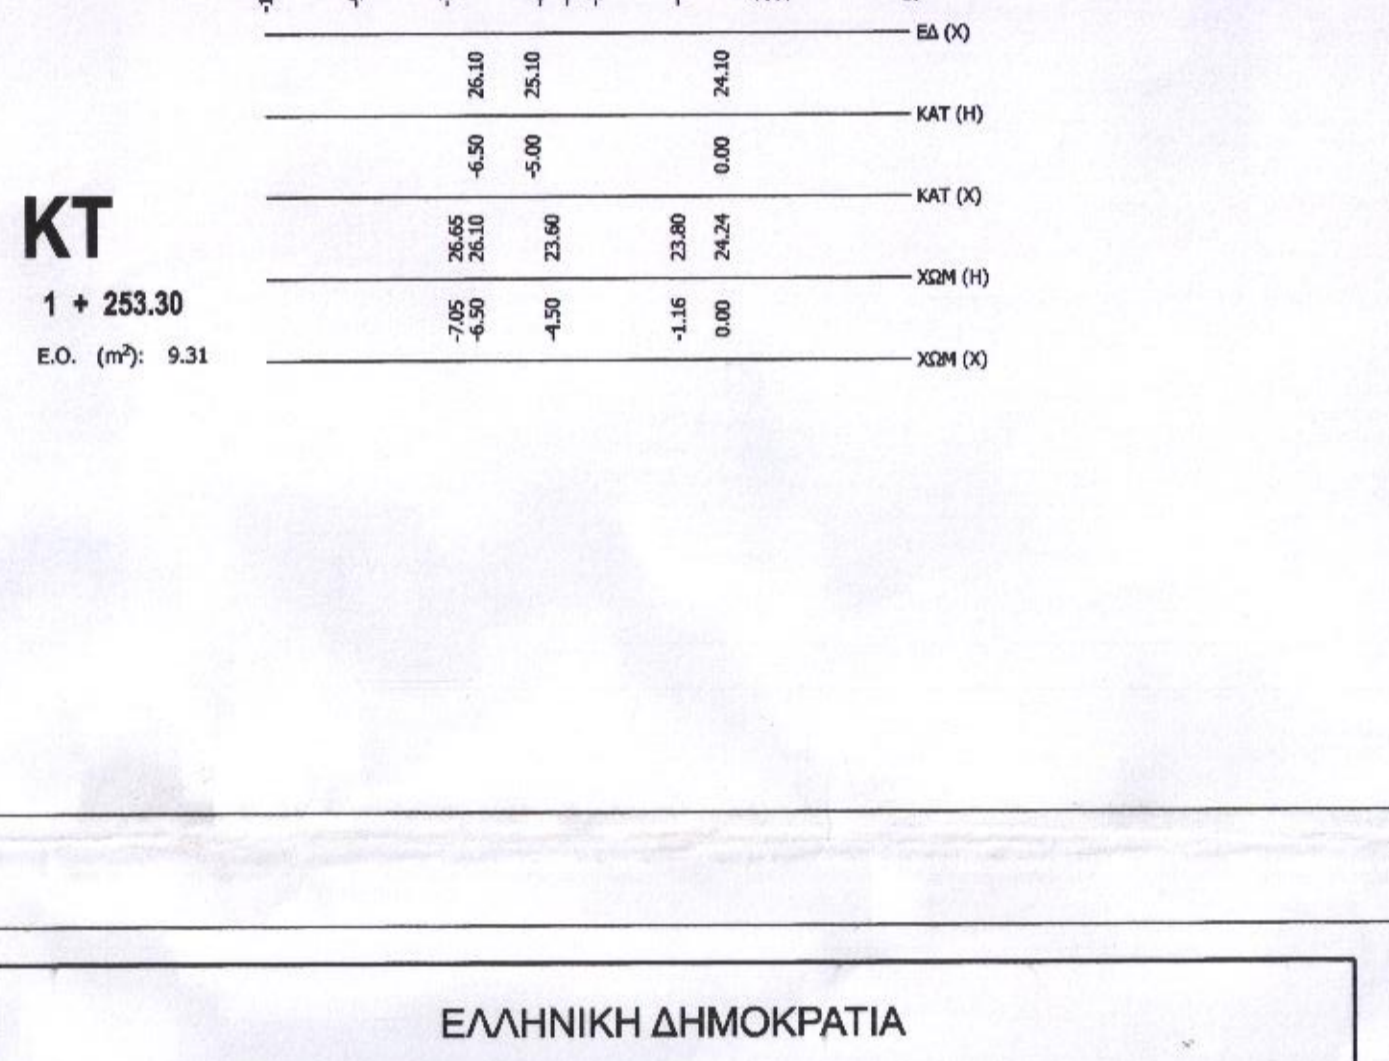 ΕΔ (Χ)
26.10 25.10 24.10
ΚΑΤ (Η)
-6.50 -5.00 0.00
ΚΑΤ (Χ)
ΚΤ
26.65 26.10 23.60 23.80 24.24
ΧΩΜ (Η)
1 + 253.30
-7.05 -6.50 -4.50 -1.16 0.00
Ε.Ο. (m²): 9.31
ΧΩΜ (Χ)
ΕΛΛΗΝΙΚΗ ΔΗΜΟΚΡΑΤΙΑ